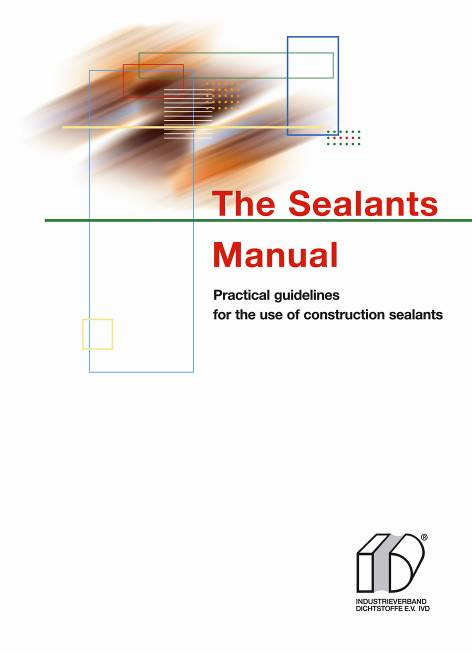 The Sealants
Manual
Practical guidelines
for the use of construction sealants
®
INDUSTRIEVERBAND
DICHTSTOFFE E.V. IVD